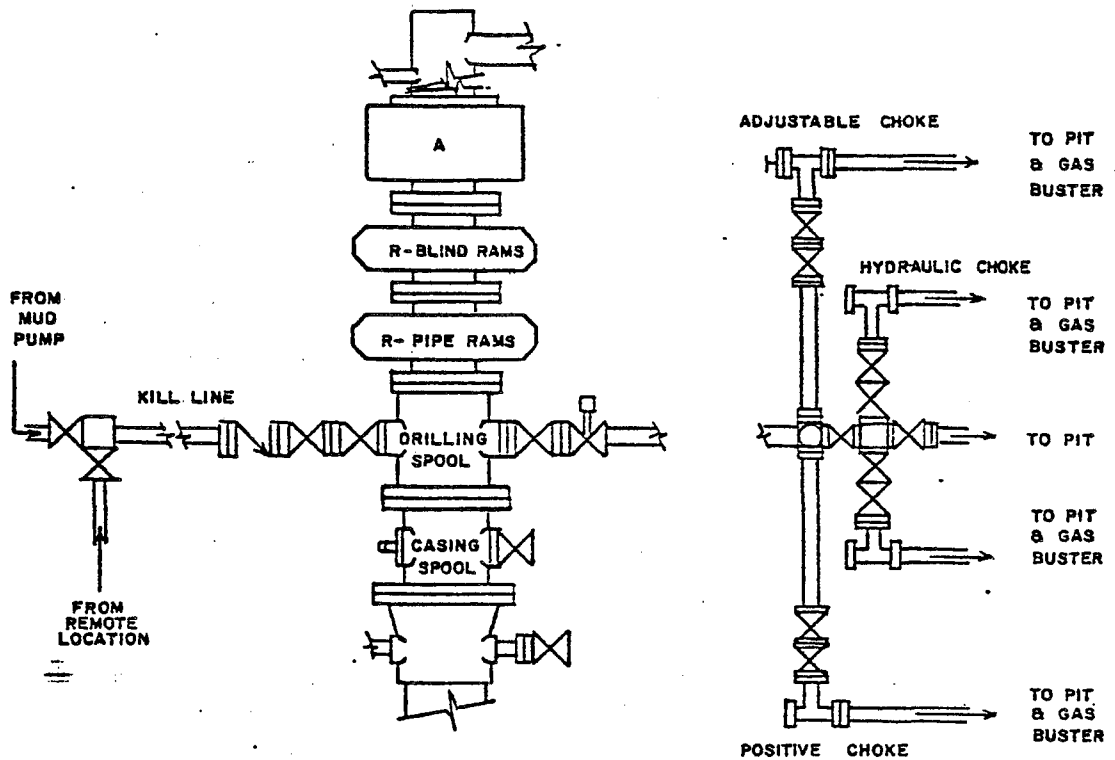 A
R-BLIND RAMS
R- PIPE RAMS
FROM
MUD
PUMP
KILL LINE
DRILLING
SPOOL
CASING
SPOOL
FROM
REMOTE
LOCATION
ADJUSTABLE CHOKE
TO PIT
& GAS
BUSTER
HYDRAULIC CHOKE
TO PIT
& GAS
BUSTER
TO PIT
TO PIT
& GAS
BUSTER
TO PIT
& GAS
BUSTER
POSITIVE CHOKE